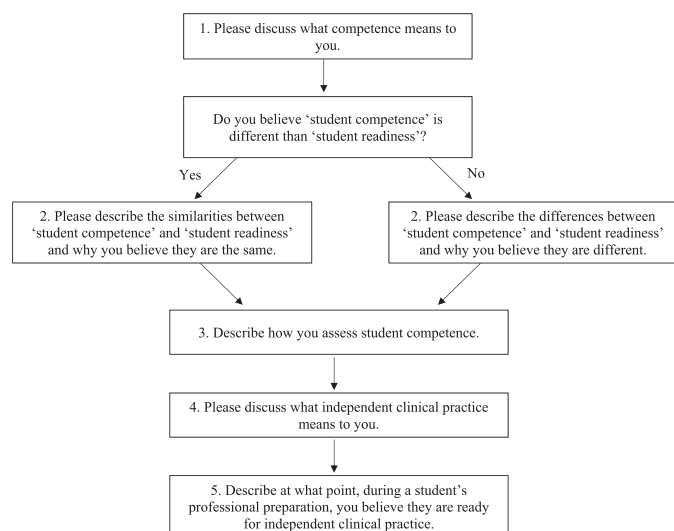 1. Please discuss what competence means to
you.
Do you believe ‘student competence’ is
different than ‘student readiness’?
Yes
No
2. Please describe the similarities between
‘student competence’ and ‘student readiness’
and why you believe they are the same.
2. Please describe the differences between
‘student competence’ and ‘student readiness’
and why you believe they are different.
3. Describe how you assess student competence.
4. Please discuss what independent clinical practice
means to you.
5. Describe at what point, during a student’s
professional preparation, you believe they are ready
for independent clinical practice.